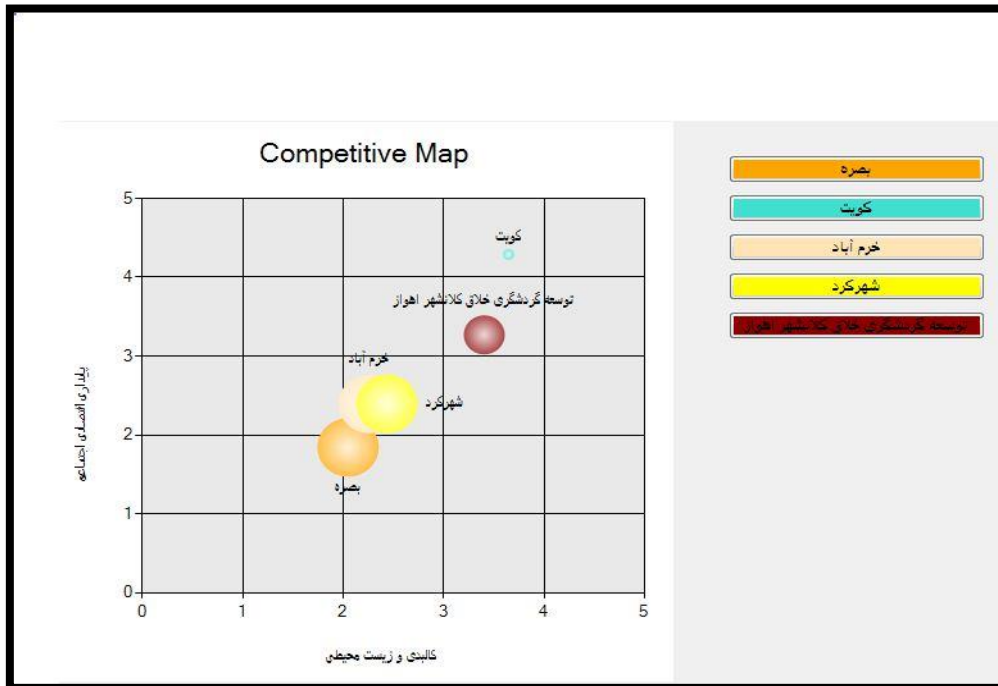 Competitive Map
5
4
3
2
1
0
0 1 2 3 4 5
کویت
توسعه گردشگری خلاق کلانشهر اهواز
خرم آباد
شهرکرد
بصره
پایداری اقتصادی اجتماعی
کالبدی و زیست محیطی
بصره
کویت
خرم آباد
شهرکرد
توسعه گردشگری خلاق کلانشهر اهواز